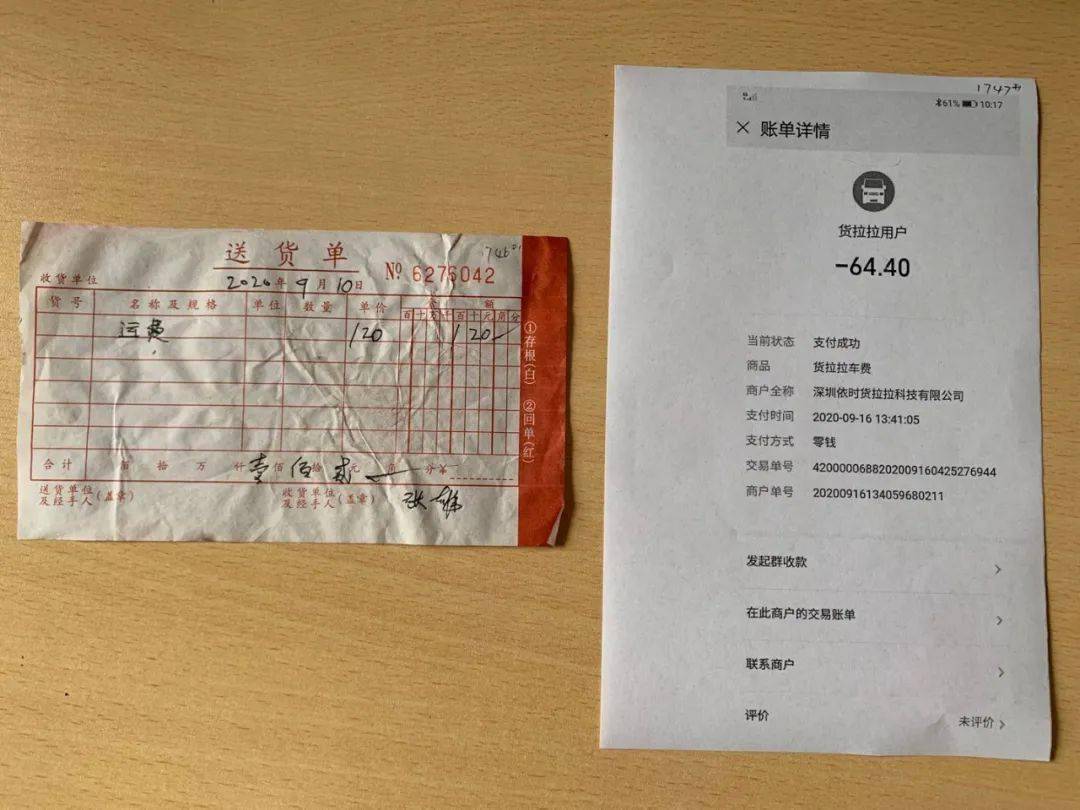 送货单
746#
收货单位
2020年9月10日
№ 6276042
货号 名称及规格 单位 数量 单价 金额
百十万千百十元角分
运费 120 120
①存根(白) ②回单(红)
合计 佰 拾 万 仟 壹 佰 贰 拾 元 角 分 ¥
送货单位及经手人(盖章)
收货单位及经手人(盖章)
1747#
61% 10:17
× 账单详情
货拉拉用户
-64.40
当前状态 支付成功
商品 货拉拉车费
商户全称 深圳依时货拉拉科技有限公司
支付时间 2020-09-16 13:41:05
支付方式 零钱
交易单号 4200000688202009160425276944
商户单号 20200916134059680211
发起群收款
在此商户的交易账单
联系商户
评价 未评价